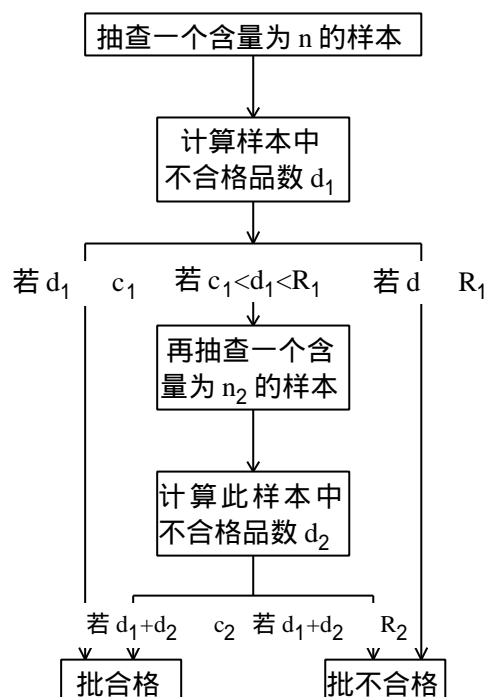 抽查一个含量为 n 的样本
计算样本中
不合格品数 d₁
若 d₁ c₁ 若 c₁<d₁<R₁ 若 d R₁
再抽查一个含
量为 n₂ 的样本
计算此样本中
不合格品数 d₂
若 d₁+d₂ c₂ 若 d₁+d₂ R₂
批合格 批不合格